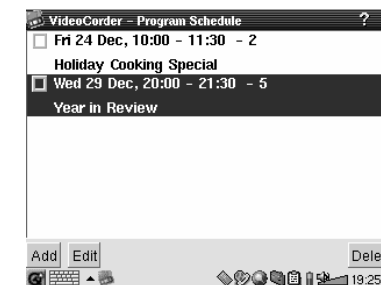 VideoCorder – Program Schedule ?
Fri 24 Dec, 10:00 – 11:30 – 2
Holiday Cooking Special
Wed 29 Dec, 20:00 – 21:30 – 5
Year in Review
Add Edit Dele
19:25